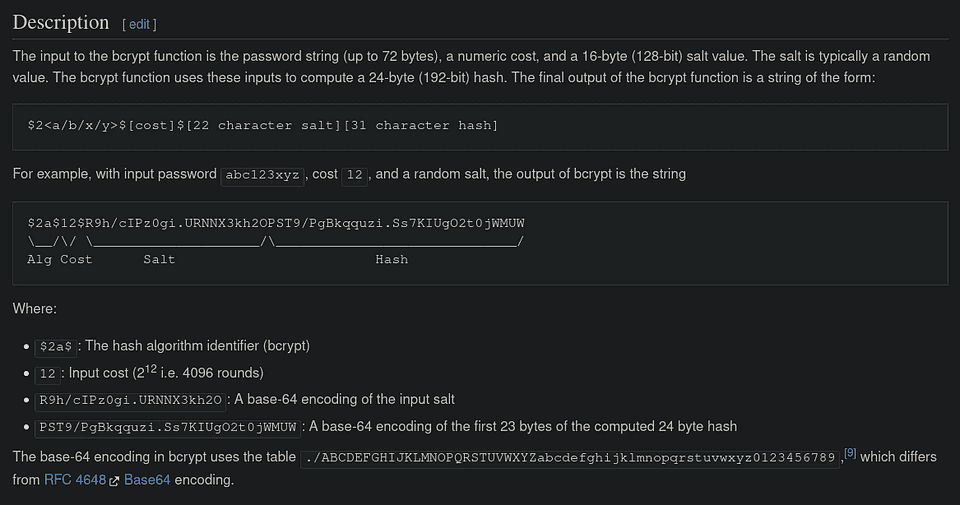 Description [ edit ]
The input to the bcrypt function is the password string (up to 72 bytes), a numeric cost, and a 16-byte (128-bit) salt value. The salt is typically a random
value. The bcrypt function uses these inputs to compute a 24-byte (192-bit) hash. The final output of the bcrypt function is a string of the form:
$2<a/b/x/y>$[cost]$[22 character salt][31 character hash]
For example, with input password abc123xyz, cost 12, and a random salt, the output of bcrypt is the string
$2a$12$R9h/cIPz0gi.URNNX3kh2OPST9/PgBkqquzi.Ss7KIUgO2t0jWMUW
\__/\/ \____________________/\_____________________________/
Alg Cost      Salt                        Hash
Where:
• $2a$: The hash algorithm identifier (bcrypt)
• 12: Input cost (2¹² i.e. 4096 rounds)
• R9h/cIPz0gi.URNNX3kh2O: A base-64 encoding of the input salt
• PST9/PgBkqquzi.Ss7KIUgO2t0jWMUW: A base-64 encoding of the first 23 bytes of the computed 24 byte hash
The base-64 encoding in bcrypt uses the table ./ABCDEFGHIJKLMNOPQRSTUVWXYZabcdefghijklmnopqrstuvwxyz0123456789,[9] which differs
from RFC 4648 Base64 encoding.